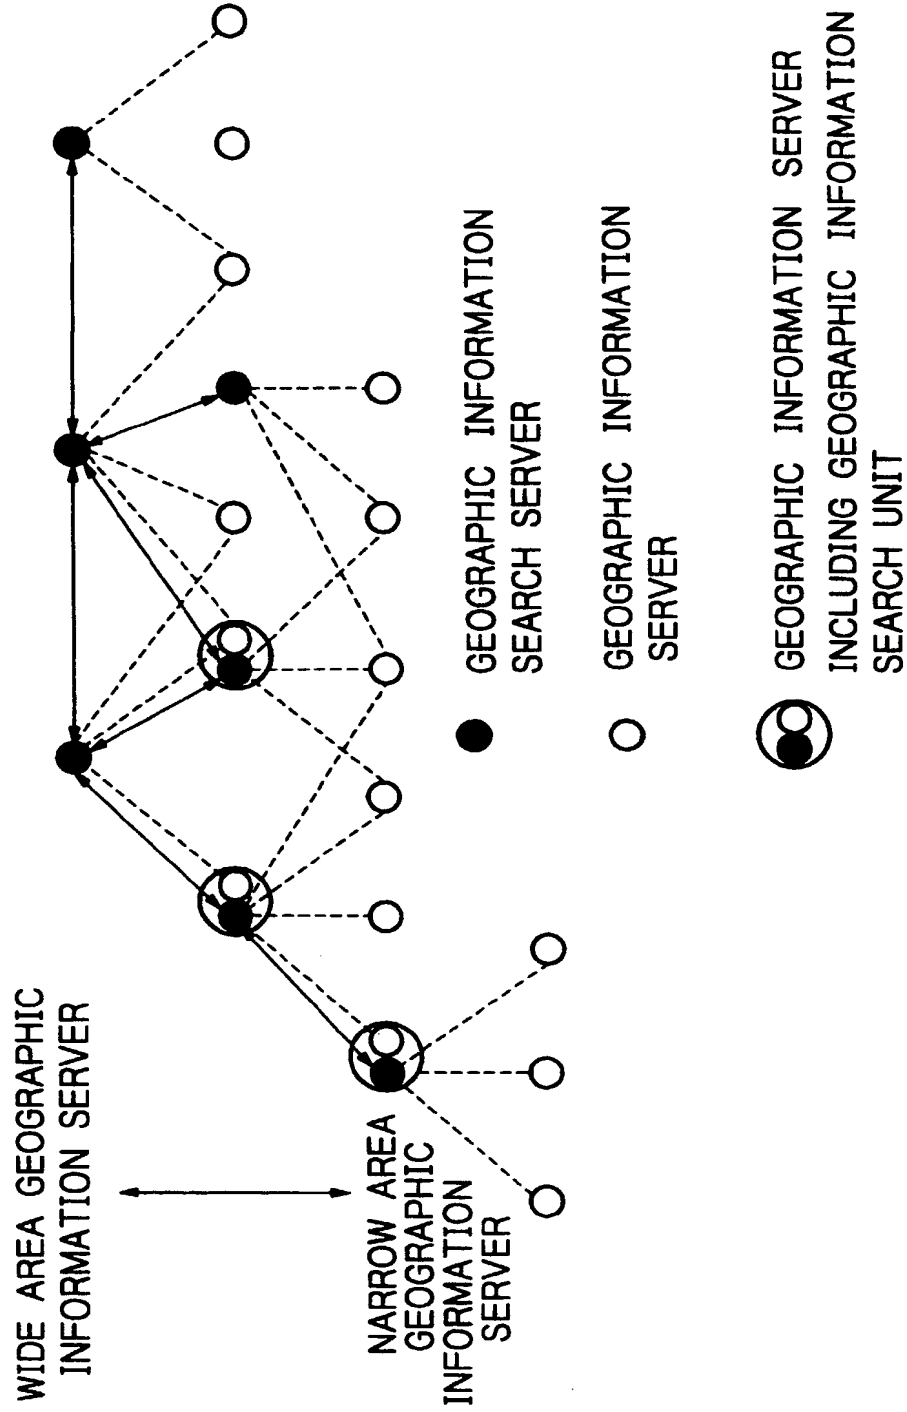 WIDE AREA GEOGRAPHIC
INFORMATION SERVER
NARROW AREA
GEOGRAPHIC
INFORMATION
SERVER
GEOGRAPHIC INFORMATION
SEARCH SERVER
GEOGRAPHIC INFORMATION
SERVER
GEOGRAPHIC INFORMATION SERVER
INCLUDING GEOGRAPHIC INFORMATION
SEARCH UNIT